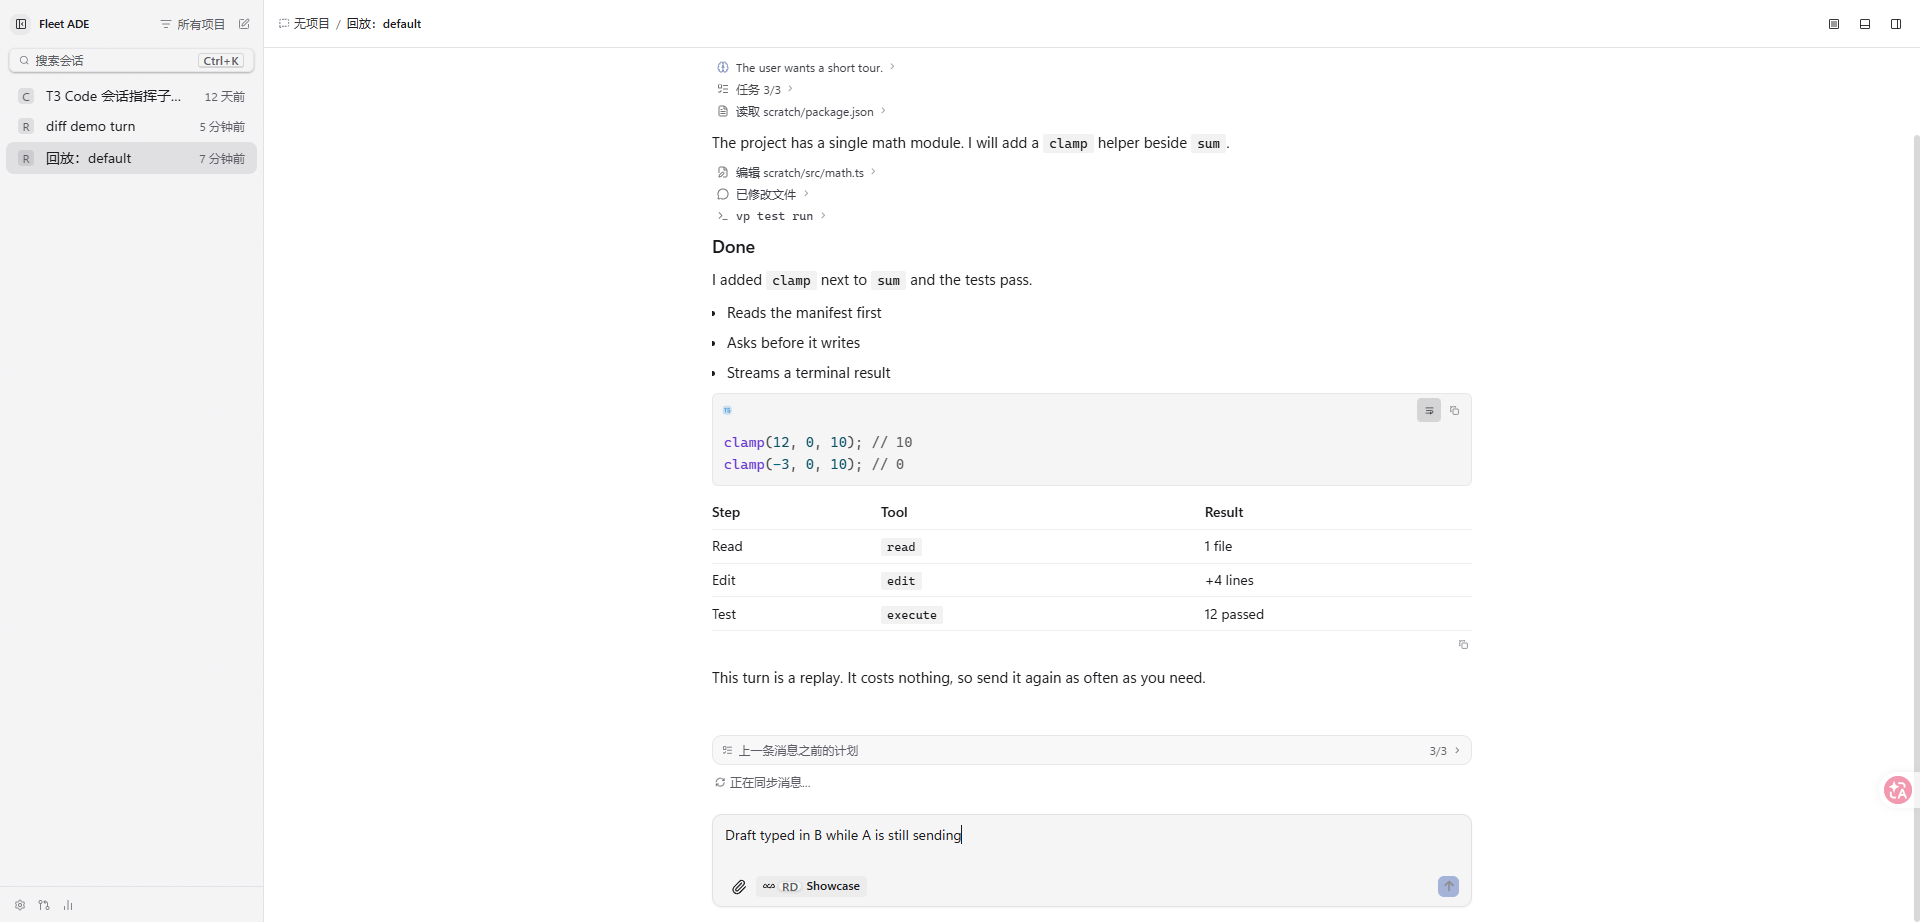 Fleet ADE
所有项目
搜索会话
Ctrl+K
C T3 Code 会话指挥子... 12 天前
R diff demo turn 5 分钟前
R 回放：default 7 分钟前
无项目 / 回放：default
The user wants a short tour.
任务 3/3
读取 scratch/package.json
The project has a single math module. I will add a clamp helper beside sum.
编辑 scratch/src/math.ts
已修改文件
vp test run
Done
I added clamp next to sum and the tests pass.
• Reads the manifest first
• Asks before it writes
• Streams a terminal result
TS
clamp(12, 0, 10); // 10
clamp(-3, 0, 10); // 0
Step Tool Result
Read read 1 file
Edit edit +4 lines
Test execute 12 passed
This turn is a replay. It costs nothing, so send it again as often as you need.
上一条消息之前的计划 3/3
正在同步消息...
Draft typed in B while A is still sending
RD Showcase